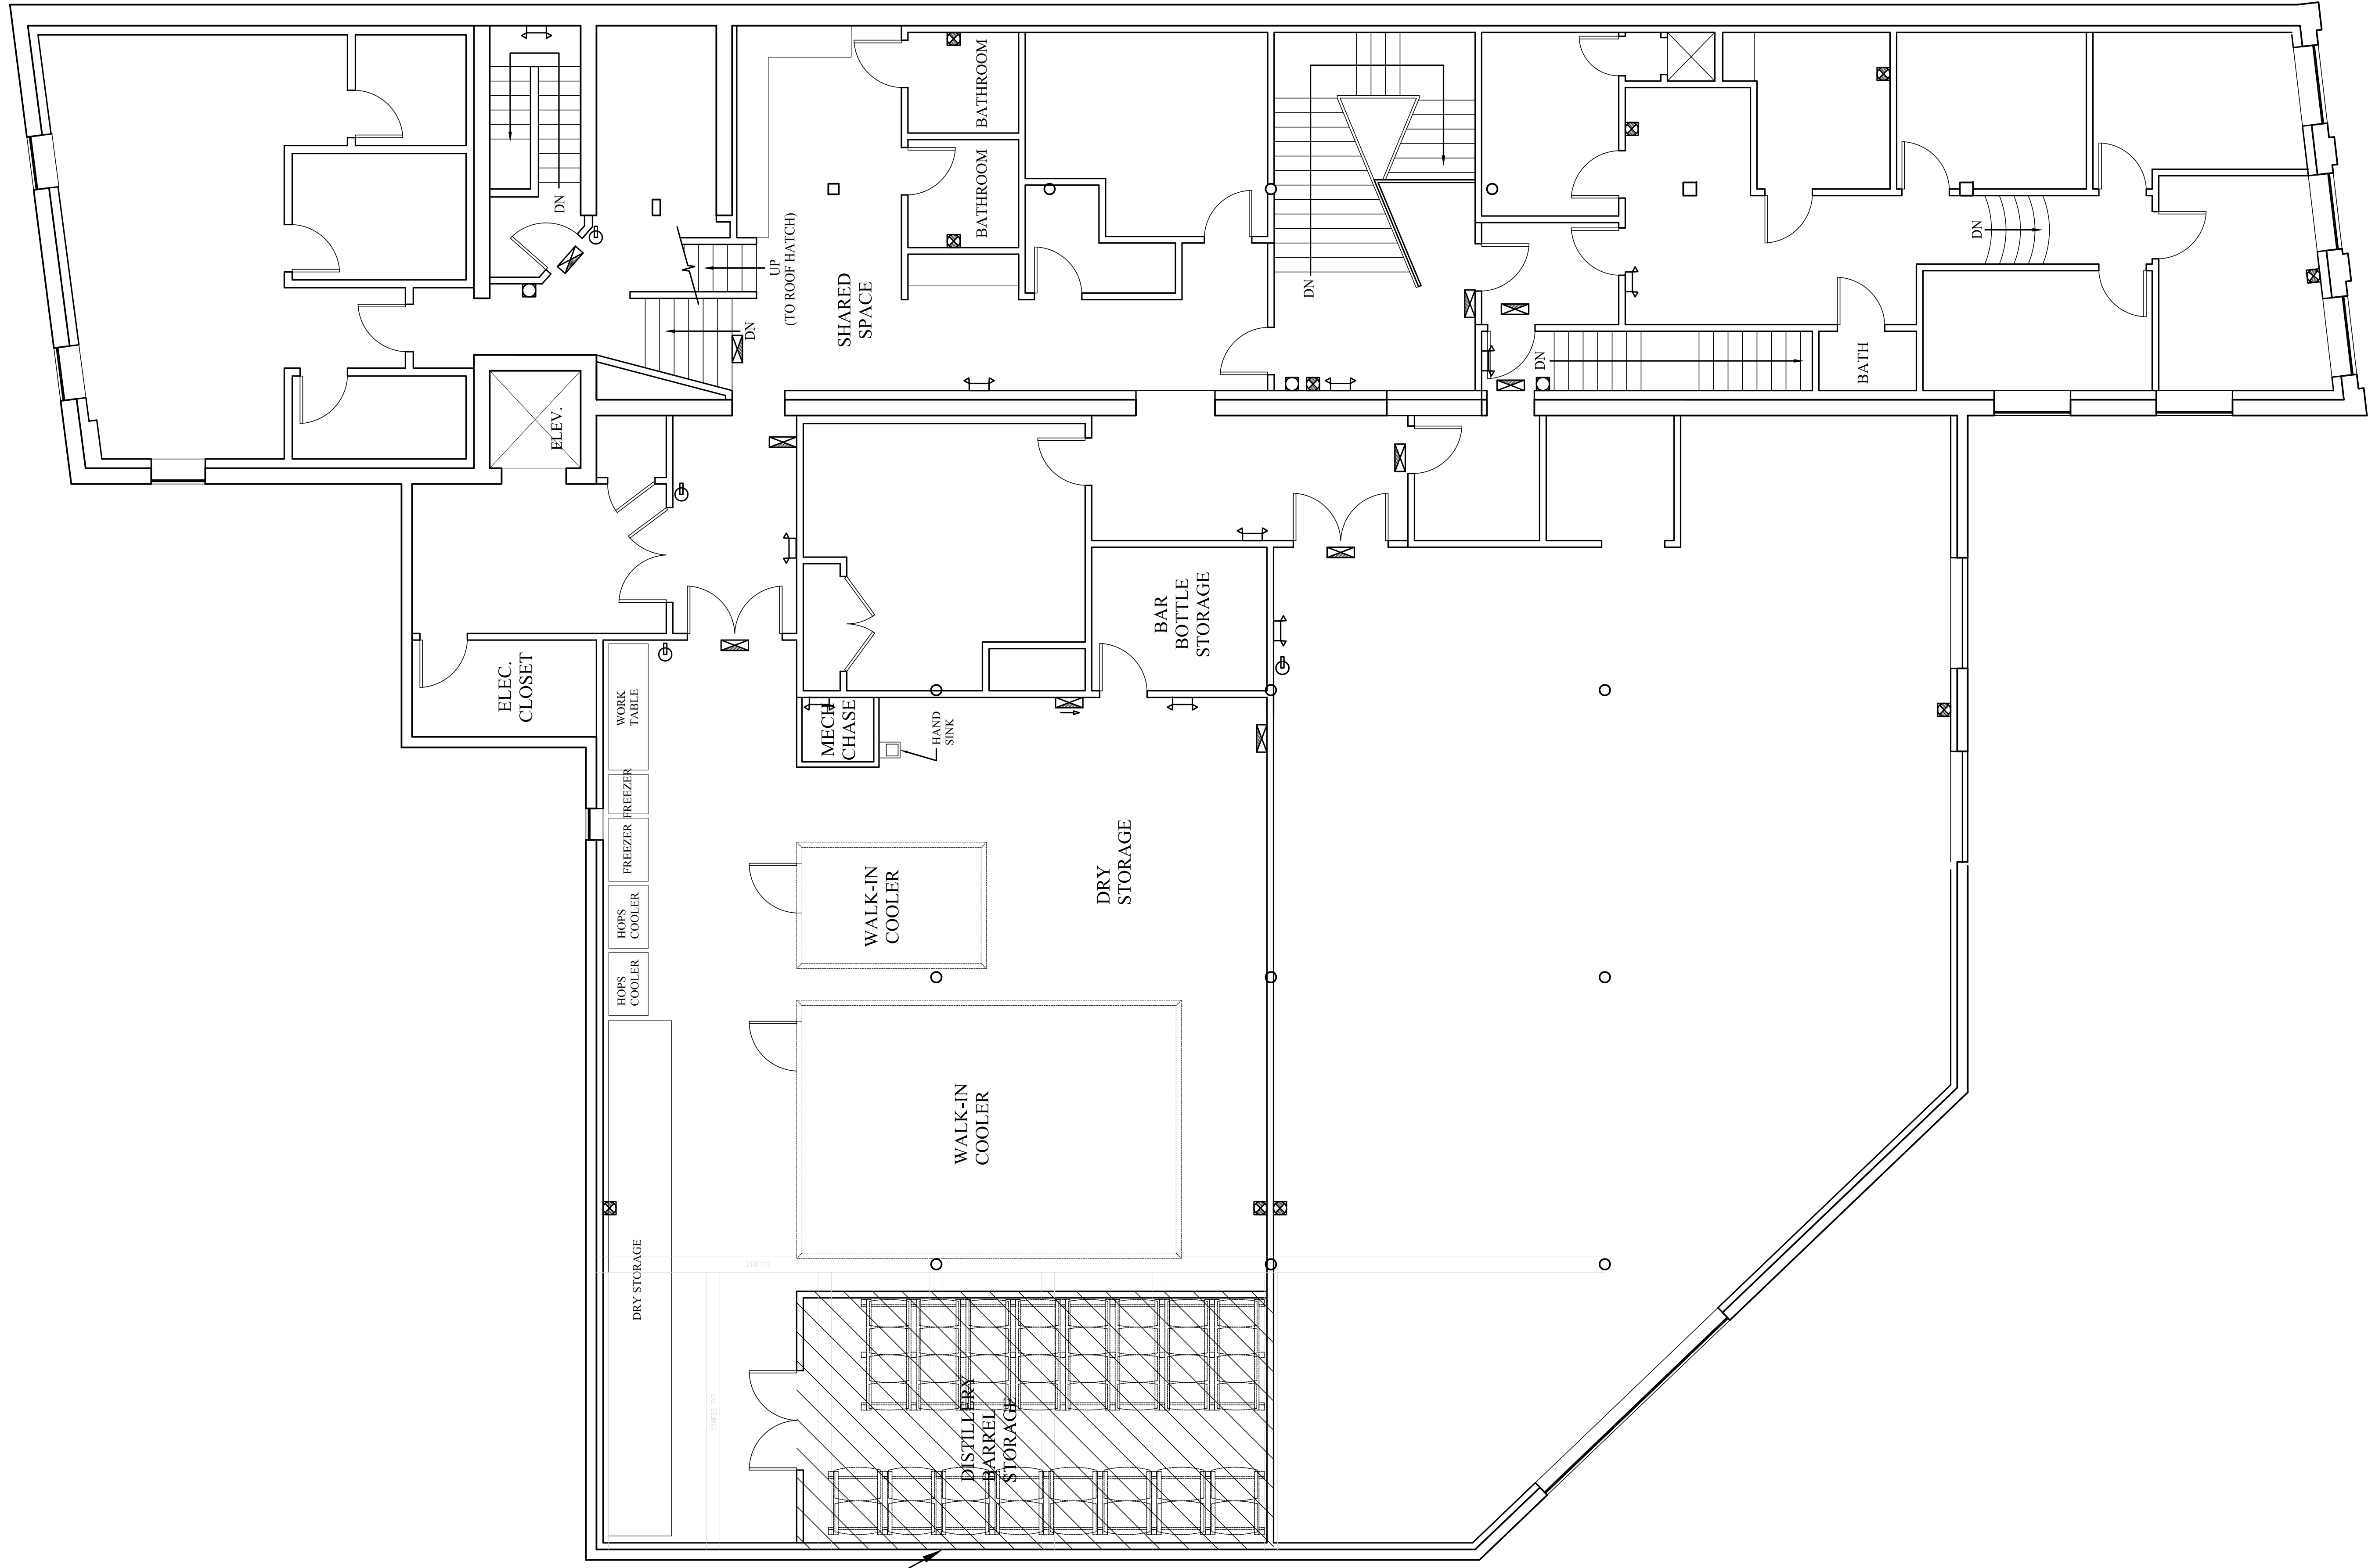 BATHROOM
BATHROOM
DN
UP
(TO ROOF HATCH)
DN
SHARED
SPACE
DN
DN
DN
BATH
ELEV.
ELEC.
CLOSET
WORK
TABLE
FREEZER
FREEZER
HOPS
COOLER
HOPS
COOLER
DRY STORAGE
MECH
CHASE
HAND
SINK
BAR
BOTTLE
STORAGE
WALK-IN
COOLER
DRY
STORAGE
WALK-IN
COOLER
DISTILLERY
BARREL
STORAGE